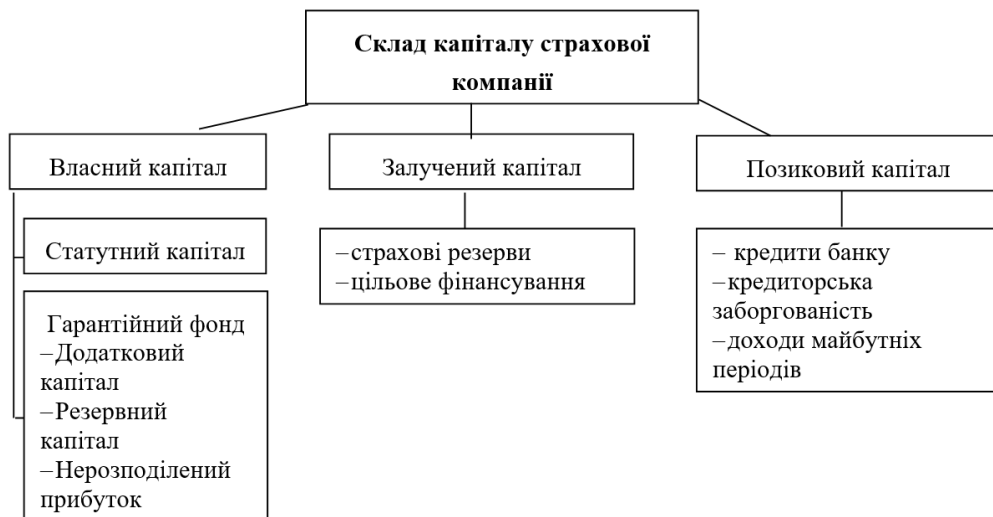 Склад капіталу страхової
компанії
Власний капітал
Залучений капітал
Позиковий капітал
Статутний капітал
Гарантійний фонд
–Додатковий
капітал
–Резервний
капітал
–Нерозподілений
прибуток
–страхові резерви
–цільове фінансування
– кредити банку
–кредиторська
заборгованість
–доходи майбутніх
періодів